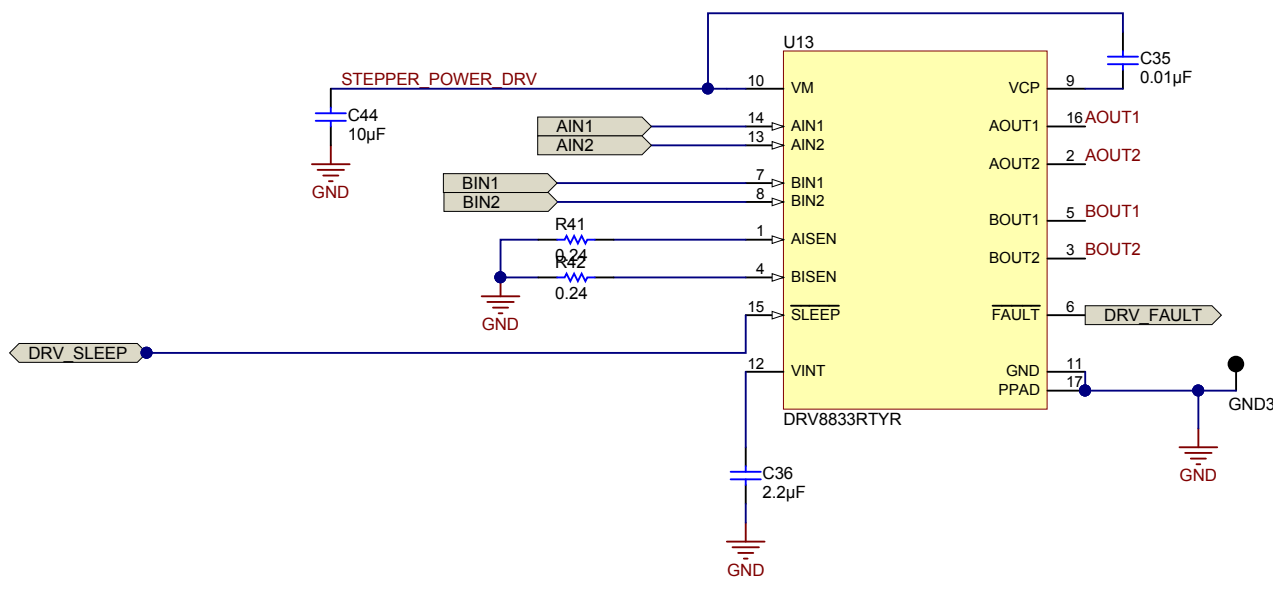 U13
C35
0.01µF
STEPPER_POWER_DRV
10 VM
VCP 9
C44
10µF
GND
AIN1 14 AIN1
AIN2 13 AIN2
AOUT1 16 AOUT1
AOUT2 2 AOUT2
BIN1 7 BIN1
BIN2 8 BIN2
BOUT1 5 BOUT1
BOUT2 3 BOUT2
R41
0.24
1 AISEN
R42
0.24
4 BISEN
GND
15 SLEEP
FAULT 6 DRV_FAULT
DRV_SLEEP
12 VINT
GND 11
PPAD 17
GND3
DRV8833RTYR
GND
C36
2.2µF
GND